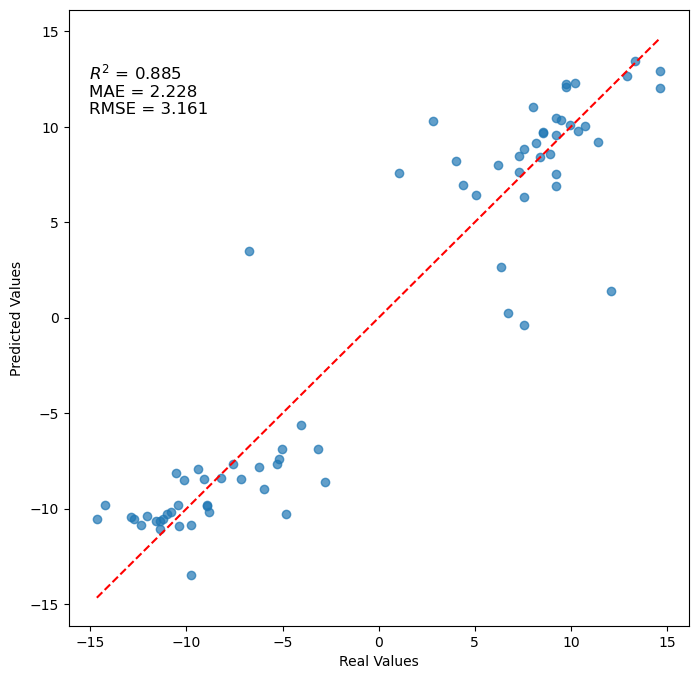 R² = 0.885
MAE = 2.228
RMSE = 3.161
Predicted Values
15
10
5
0
−5
−10
−15
−15
−10
−5
0
5
10
15
Real Values